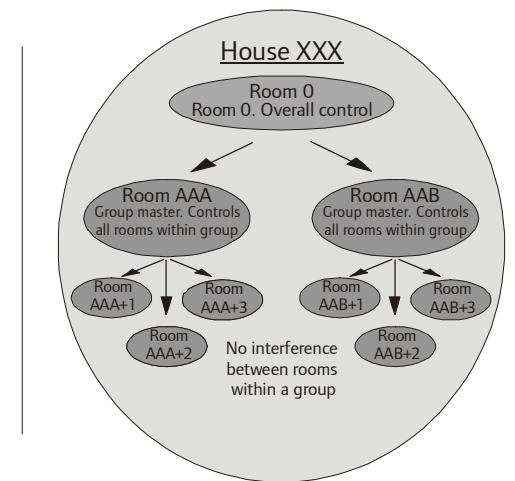 House XXX
Room 0
Room 0. Overall control
Room AAA
Group master. Controls
all rooms within group
Room AAB
Group master. Controls
all rooms within group
Room
AAA+1
Room
AAA+3
Room
AAA+2
Room
AAB+1
Room
AAB+3
Room
AAB+2
No interference
between rooms
within a group